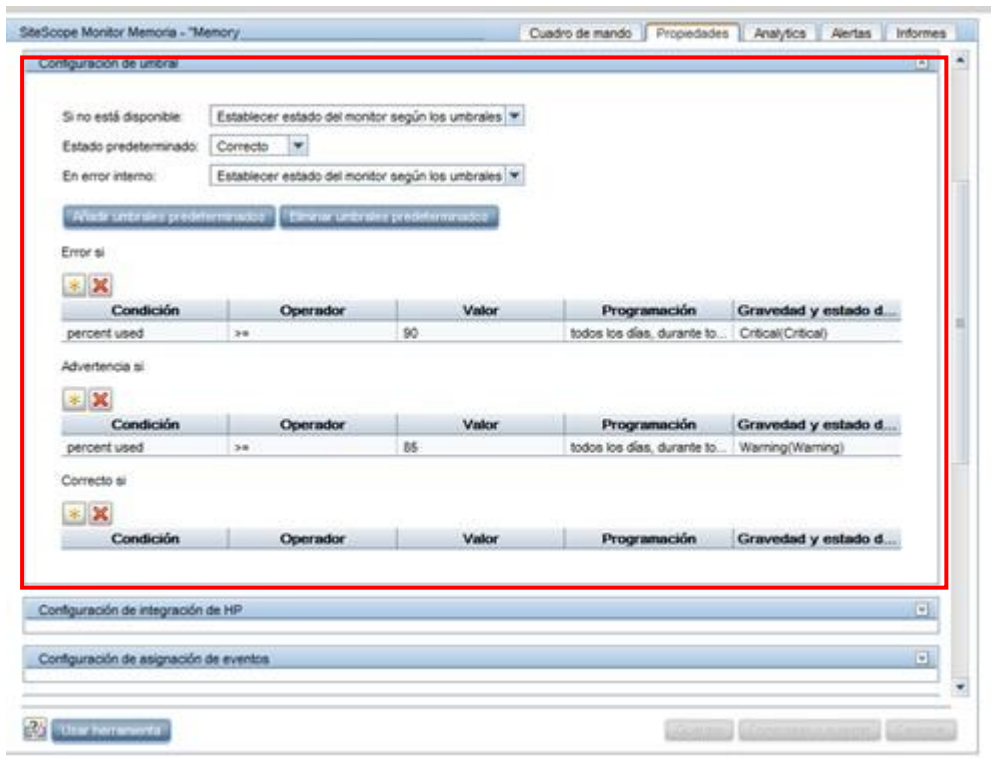 SiteScope Monitor Memoria - "Memory
Cuadro de mando Propiedades Analytics Alertas Informes
Configuración de umbral
Si no está disponible: Establecer estado del monitor según los umbrales
Estado predeterminado: Correcto
En error interno: Establecer estado del monitor según los umbrales
Añadir umbrales predeterminados Eliminar umbrales predeterminados
Error si
Condición Operador Valor Programación Gravedad y estado d...
percent used >= 90 todos los días, durante to... Critical(Critical)
Advertencia si
Condición Operador Valor Programación Gravedad y estado d...
percent used >= 85 todos los días, durante to... Warning(Warning)
Correcto si
Condición Operador Valor Programación Gravedad y estado d...
Configuración de integración de HP
Configuración de asignación de eventos
Usar herramienta